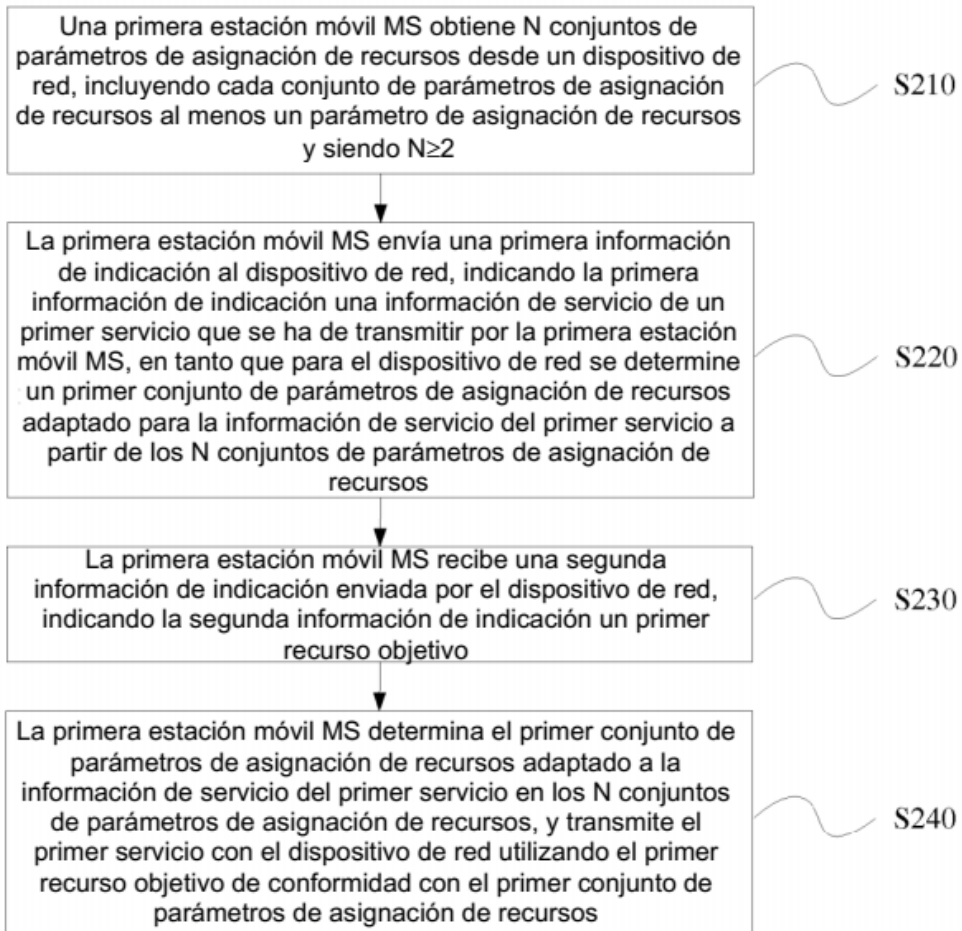 Una primera estación móvil MS obtiene N conjuntos de
parámetros de asignación de recursos desde un dispositivo de
red, incluyendo cada conjunto de parámetros de asignación
de recursos al menos un parámetro de asignación de recursos
y siendo N≥2
S210
La primera estación móvil MS envía una primera información
de indicación al dispositivo de red, indicando la primera
información de indicación una información de servicio de un
primer servicio que se ha de transmitir por la primera estación
móvil MS, en tanto que para el dispositivo de red se determine
un primer conjunto de parámetros de asignación de recursos
adaptado para la información de servicio del primer servicio a
partir de los N conjuntos de parámetros de asignación de
recursos
S220
La primera estación móvil MS recibe una segunda
información de indicación enviada por el dispositivo de red,
indicando la segunda información de indicación un primer
recurso objetivo
S230
La primera estación móvil MS determina el primer conjunto de
parámetros de asignación de recursos adaptado a la
información de servicio del primer servicio en los N conjuntos
de parámetros de asignación de recursos, y transmite el
primer servicio con el dispositivo de red utilizando el primer
recurso objetivo de conformidad con el primer conjunto de
parámetros de asignación de recursos
S240